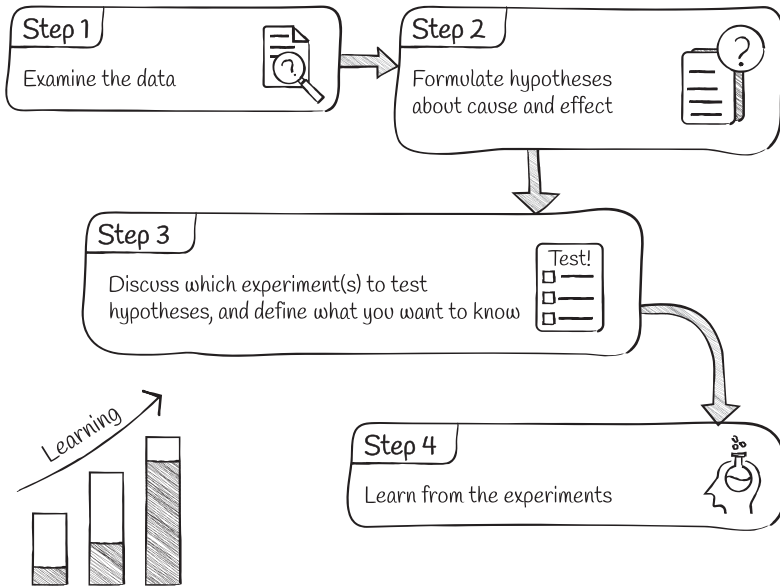 Step 1
Examine the data
?
Step 2
Formulate hypotheses
about cause and effect
?
Step 3
Discuss which experiment(s) to test
hypotheses, and define what you want to know
Test!
Learning
Step 4
Learn from the experiments